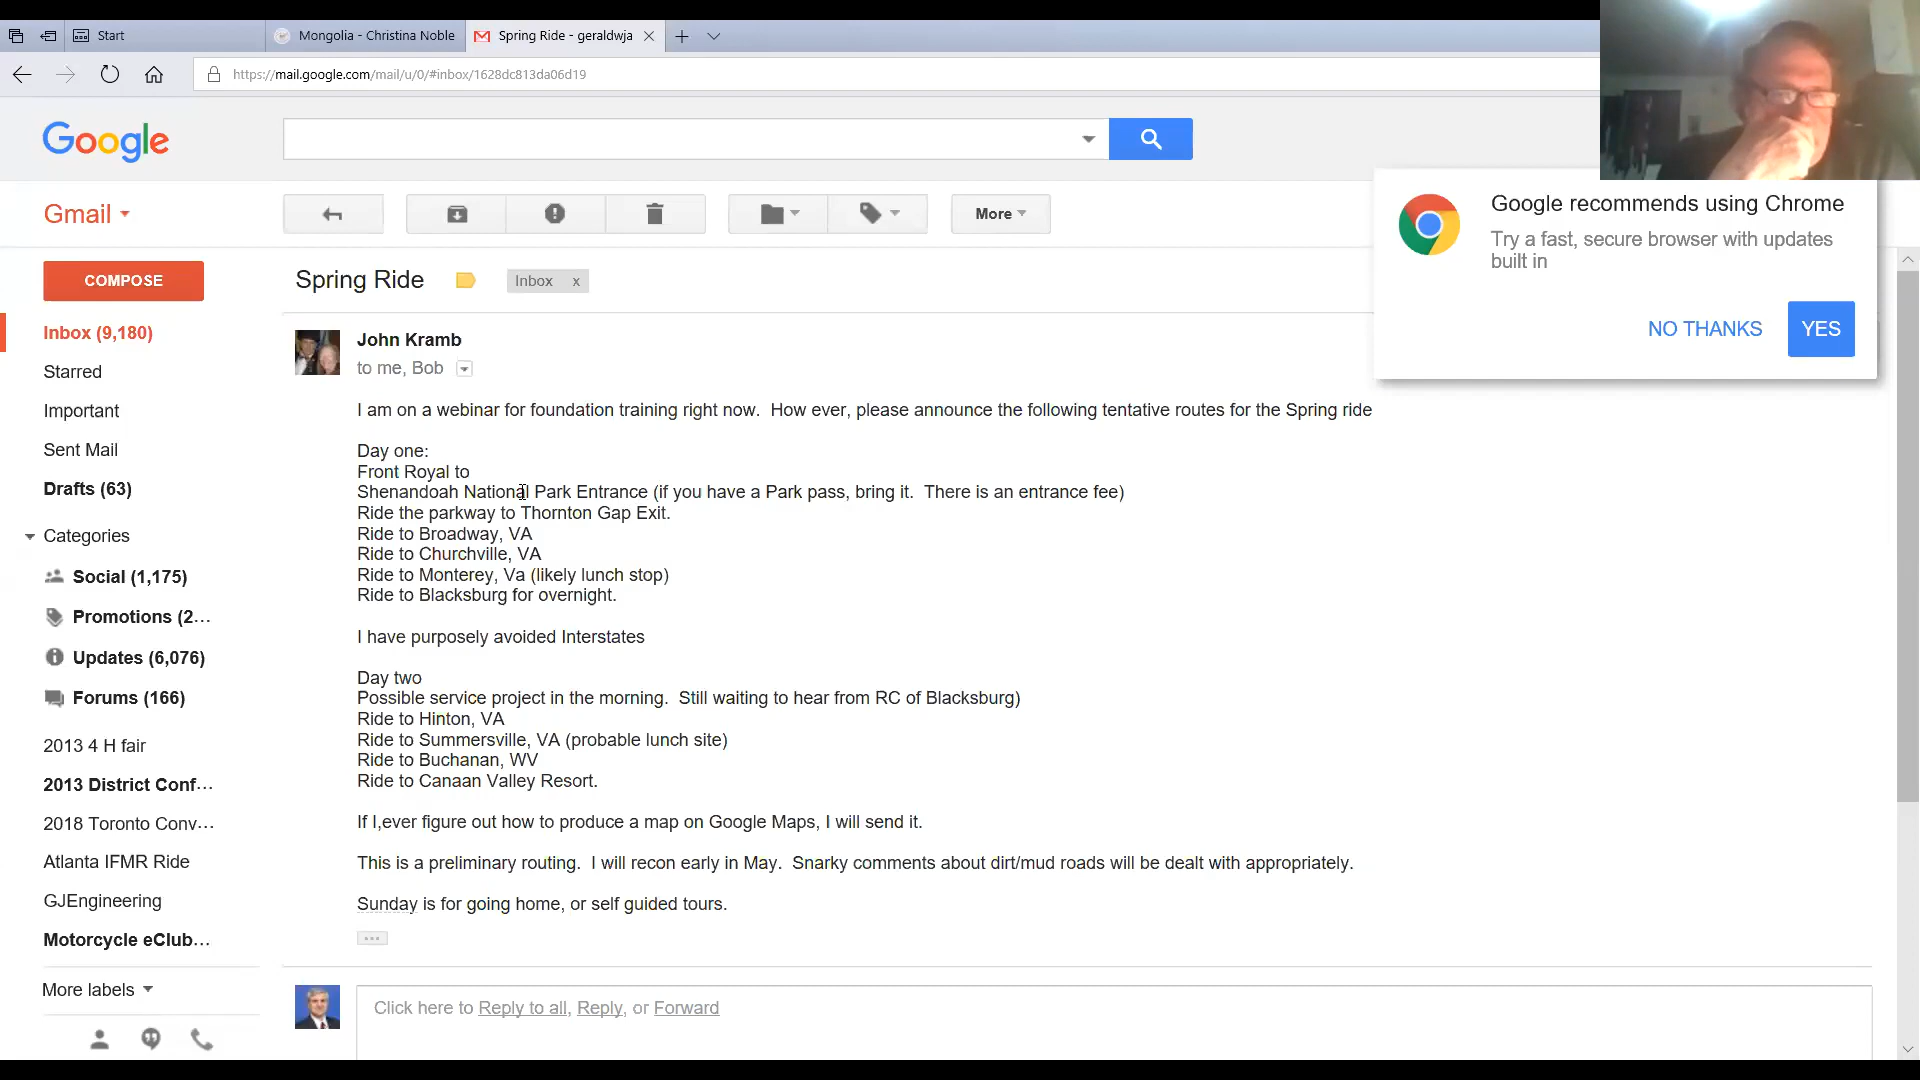 Start
Mongolia - Christina Noble
Spring Ride - geraldwja
https://mail.google.com/mail/u/0/#inbox/1628dc813da06d19
Google
Gmail
More
Google recommends using Chrome
Try a fast, secure browser with updates
built in
NO THANKS
YES
COMPOSE
Inbox (9,180)
Starred
Important
Sent Mail
Drafts (63)
Categories
Social (1,175)
Promotions (2...
Updates (6,076)
Forums (166)
2013 4 H fair
2013 District Conf...
2018 Toronto Conv...
Atlanta IFMR Ride
GJEngineering
Motorcycle eClub...
More labels
Spring Ride
Inbox x
John Kramb
to me, Bob
I am on a webinar for foundation training right now.  How ever, please announce the following tentative routes for the Spring ride
Day one:
Front Royal to
Shenandoah National Park Entrance (if you have a Park pass, bring it.  There is an entrance fee)
Ride the parkway to Thornton Gap Exit.
Ride to Broadway, VA
Ride to Churchville, VA
Ride to Monterey, Va (likely lunch stop)
Ride to Blacksburg for overnight.
I have purposely avoided Interstates
Day two
Possible service project in the morning.  Still waiting to hear from RC of Blacksburg)
Ride to Hinton, VA
Ride to Summersville, VA (probable lunch site)
Ride to Buchanan, WV
Ride to Canaan Valley Resort.
If I,ever figure out how to produce a map on Google Maps, I will send it.
This is a preliminary routing.  I will recon early in May.  Snarky comments about dirt/mud roads will be dealt with appropriately.
Sunday is for going home, or self guided tours.
Click here to Reply to all, Reply, or Forward